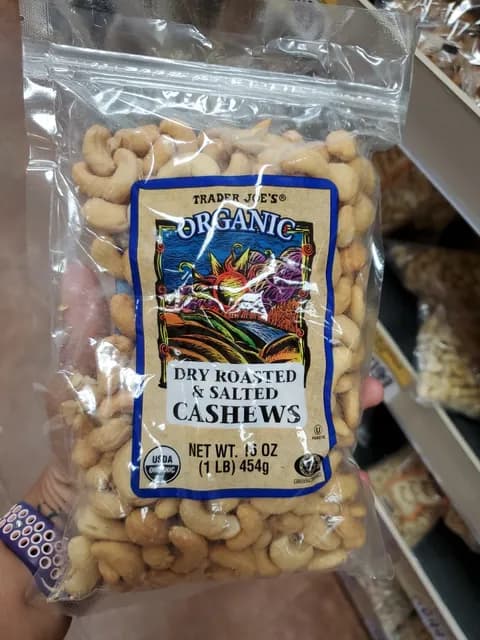 TRADER JOE'S®
ORGANIC
DRY ROASTED
& SALTED
CASHEWS
NET WT. 16 OZ
(1 LB) 454g
USDA
ORGANIC
U